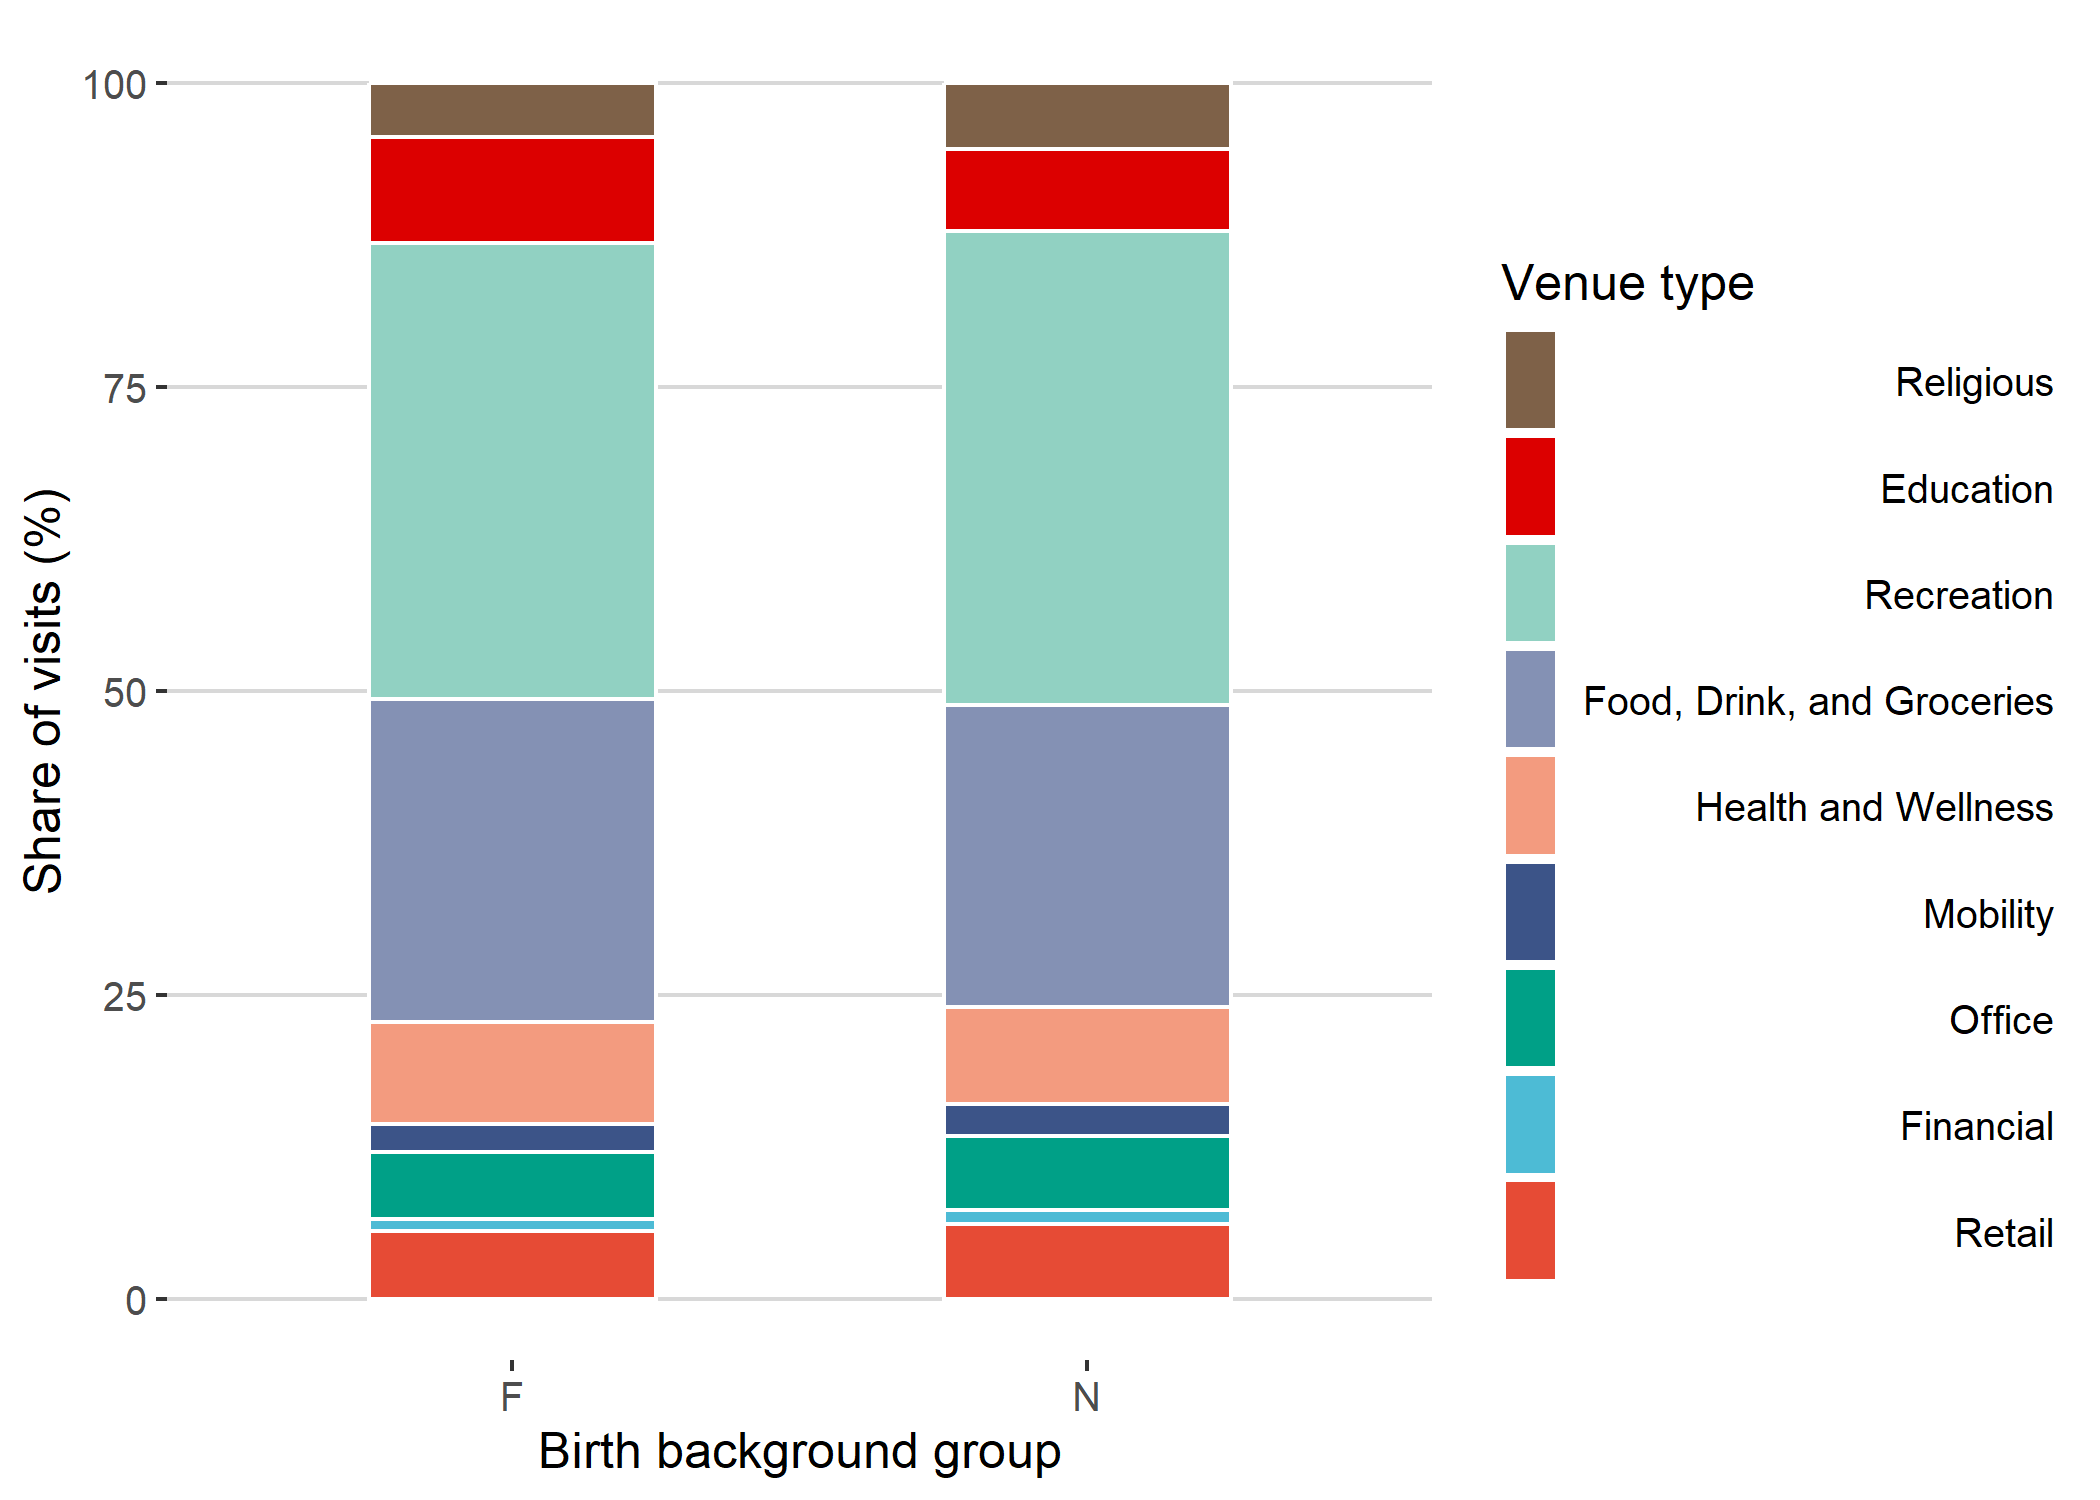 Share of visits (%)
100
75
50
25
0
F
N
Birth background group
Venue type
Religious
Education
Recreation
Food, Drink, and Groceries
Health and Wellness
Mobility
Office
Financial
Retail